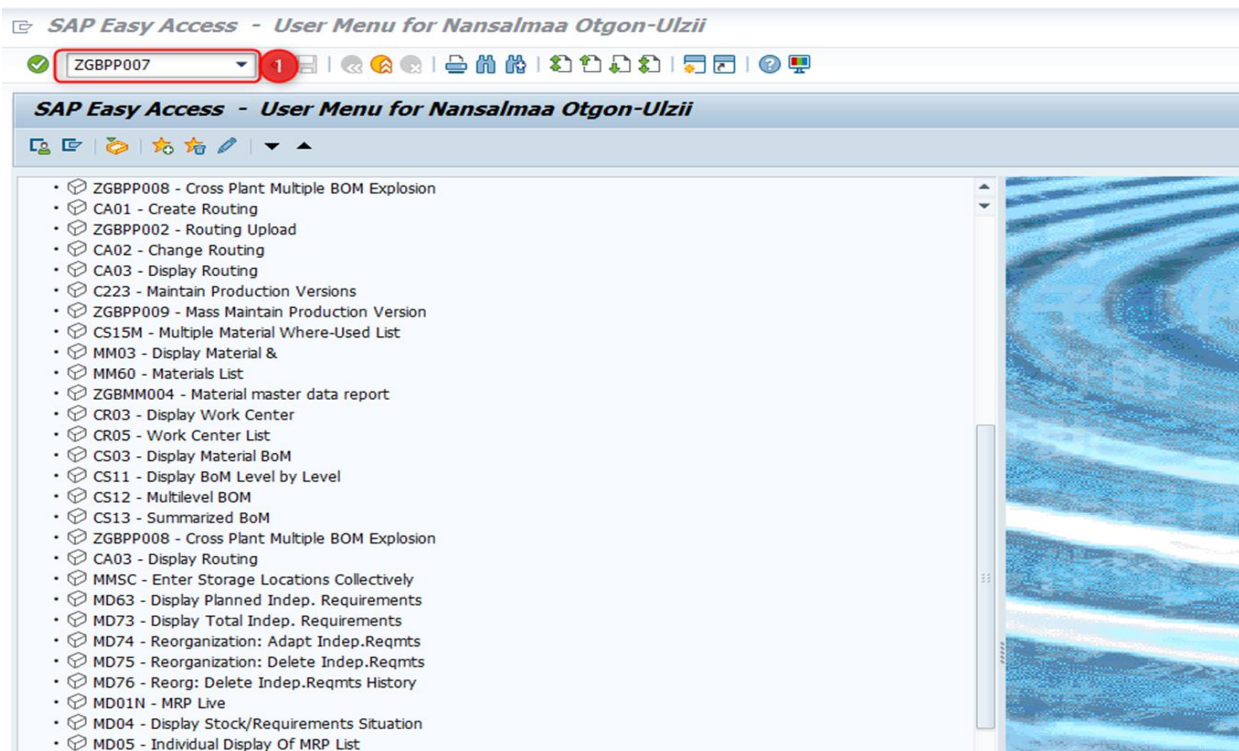 SAP Easy Access - User Menu for Nansalmaa Otgon-Ulzii
ZGBPP007
1
SAP Easy Access - User Menu for Nansalmaa Otgon-Ulzii
• ZGBPP008 - Cross Plant Multiple BOM Explosion
• CA01 - Create Routing
• ZGBPP002 - Routing Upload
• CA02 - Change Routing
• CA03 - Display Routing
• C223 - Maintain Production Versions
• ZGBPP009 - Mass Maintain Production Version
• CS15M - Multiple Material Where-Used List
• MM03 - Display Material &
• MM60 - Materials List
• ZGBMM004 - Material master data report
• CR03 - Display Work Center
• CR05 - Work Center List
• CS03 - Display Material BoM
• CS11 - Display BoM Level by Level
• CS12 - Multilevel BOM
• CS13 - Summarized BoM
• ZGBPP008 - Cross Plant Multiple BOM Explosion
• CA03 - Display Routing
• MMSC - Enter Storage Locations Collectively
• MD63 - Display Planned Indep. Requirements
• MD73 - Display Total Indep. Requirements
• MD74 - Reorganization: Adapt Indep.Reqmts
• MD75 - Reorganization: Delete Indep.Reqmts
• MD76 - Reorg: Delete Indep.Reqmts History
• MD01N - MRP Live
• MD04 - Display Stock/Requirements Situation
• MD05 - Individual Display Of MRP List